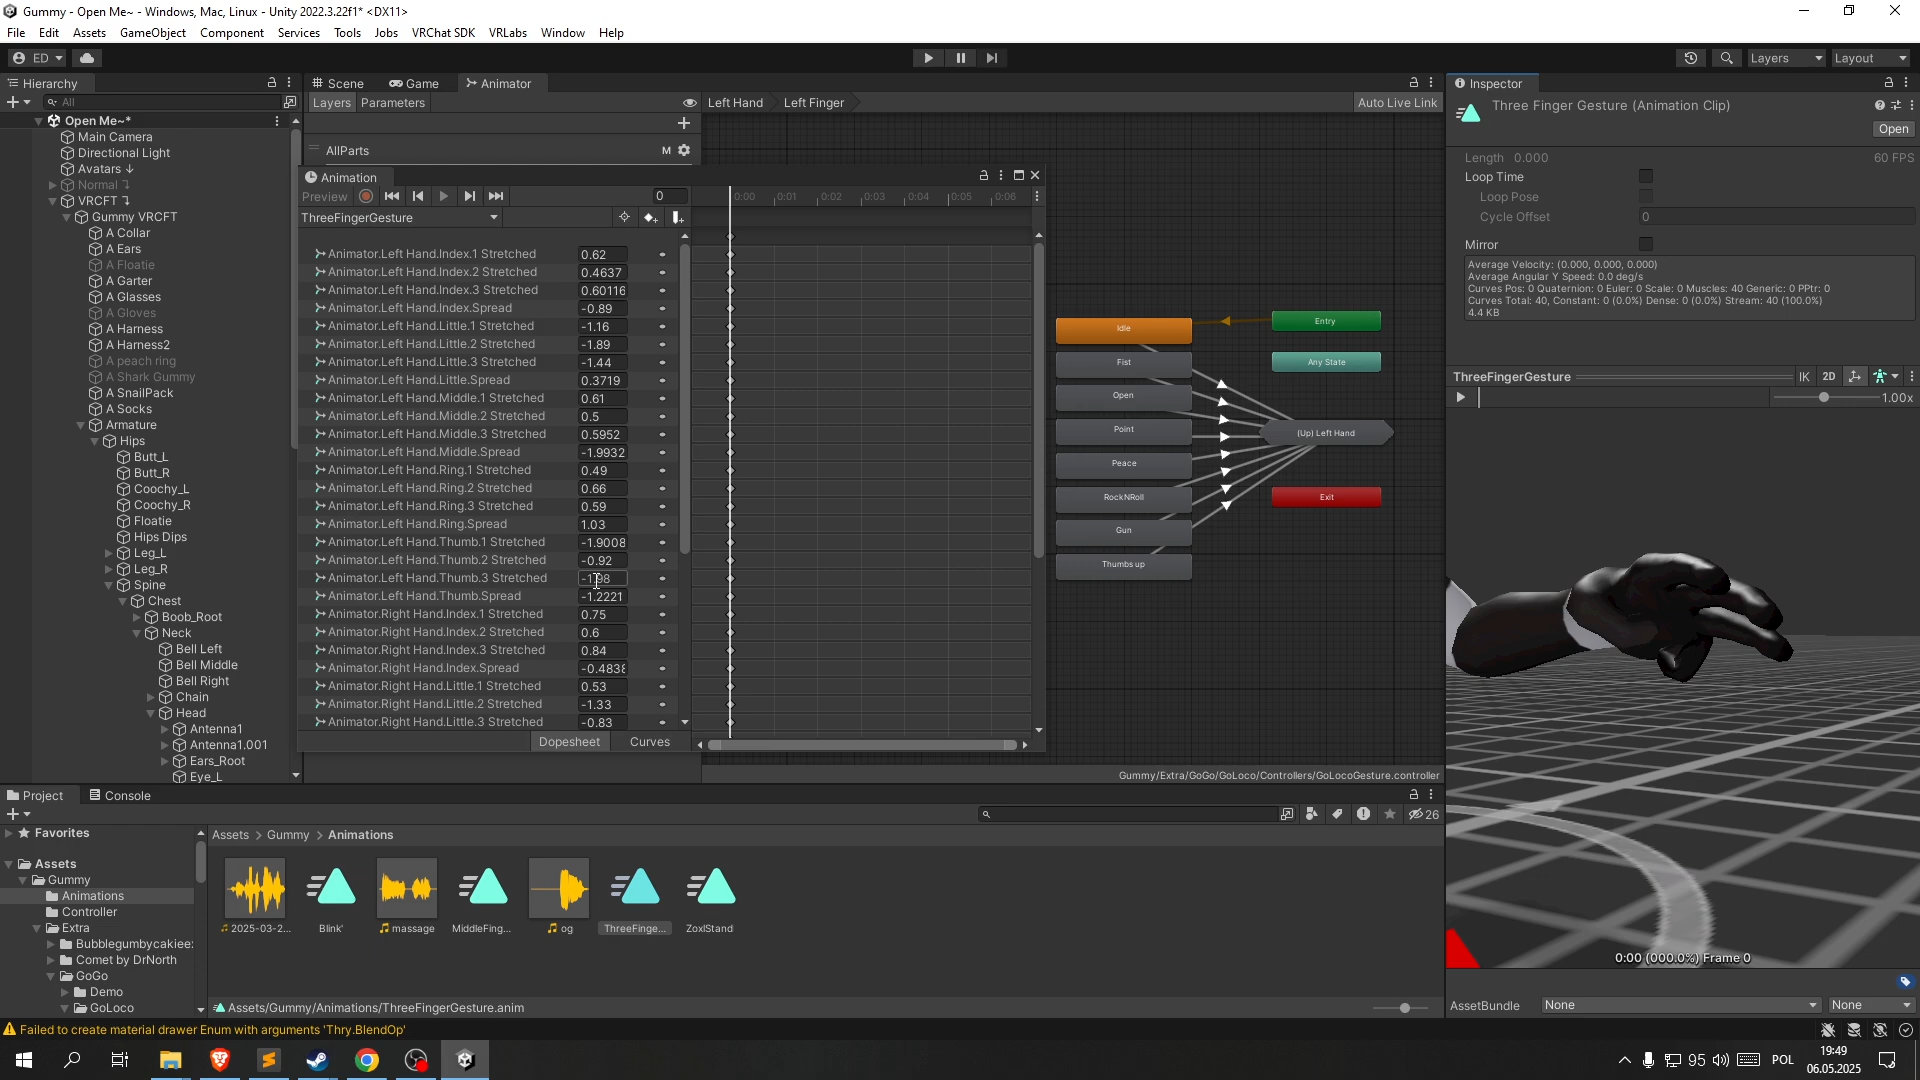 Gummy - Open Me~ - Windows, Mac, Linux - Unity 2022.3.22f1* <DX11>
File Edit Assets GameObject Component Services Tools Jobs VRChat SDK VRLabs Window Help
ED Layers Layout
Hierarchy
All
Open Me~*
Main Camera
Directional Light
Avatars ↓
Normal ↴
VRCFT ↴
Gummy VRCFT
A Collar
A Ears
A Floatie
A Garter
A Glasses
A Gloves
A Harness
A Harness2
A peach ring
A Shark Gummy
A SnailPack
A Socks
Armature
Hips
Butt_L
Butt_R
Coochy_L
Coochy_R
Floatie
Hips Dips
Leg_L
Leg_R
Spine
Chest
Boob_Root
Neck
Bell Left
Bell Middle
Bell Right
Chain
Head
Antenna1
Antenna1.001
Ears_Root
Eye_L
Scene Game Animator
Layers Parameters
Left Hand Left Finger Auto Live Link
AllParts M
Animation
Preview 0
ThreeFingerGesture
0:00 0:01 0:02 0:03 0:04 0:05 0:06
Animator.Left Hand.Index.1 Stretched 0.62
Animator.Left Hand.Index.2 Stretched 0.4637
Animator.Left Hand.Index.3 Stretched 0.60116
Animator.Left Hand.Index.Spread -0.89
Animator.Left Hand.Little.1 Stretched -1.16
Animator.Left Hand.Little.2 Stretched -1.89
Animator.Left Hand.Little.3 Stretched -1.44
Animator.Left Hand.Little.Spread 0.3719
Animator.Left Hand.Middle.1 Stretched 0.61
Animator.Left Hand.Middle.2 Stretched 0.5
Animator.Left Hand.Middle.3 Stretched 0.5952
Animator.Left Hand.Middle.Spread -1.9932
Animator.Left Hand.Ring.1 Stretched 0.49
Animator.Left Hand.Ring.2 Stretched 0.66
Animator.Left Hand.Ring.3 Stretched 0.59
Animator.Left Hand.Ring.Spread 1.03
Animator.Left Hand.Thumb.1 Stretched -1.9008
Animator.Left Hand.Thumb.2 Stretched -0.92
Animator.Left Hand.Thumb.3 Stretched -1.98
Animator.Left Hand.Thumb.Spread -1.2221
Animator.Right Hand.Index.1 Stretched 0.75
Animator.Right Hand.Index.2 Stretched 0.6
Animator.Right Hand.Index.3 Stretched 0.84
Animator.Right Hand.Index.Spread -0.4838
Animator.Right Hand.Little.1 Stretched 0.53
Animator.Right Hand.Little.2 Stretched -1.33
Animator.Right Hand.Little.3 Stretched -0.83
Dopesheet Curves
Idle
Fist
Open
Point
Peace
RockNRoll
Gun
Thumbs up
Entry
Any State
(Up) Left Hand
Exit
Gummy/Extra/GoGo/GoLoco/Controllers/GoLocoGesture.controller
Inspector
Three Finger Gesture (Animation Clip)
Open
Length 0.000 60 FPS
Loop Time
Loop Pose
Cycle Offset 0
Mirror
Average Velocity: (0.000, 0.000, 0.000)
Average Angular Y Speed: 0.0 deg/s
Curves Pos: 0 Quaternion: 0 Euler: 0 Scale: 0 Muscles: 40 Generic: 0 PPtr: 0
Curves Total: 40, Constant: 0 (0.0%) Dense: 0 (0.0%) Stream: 40 (100.0%)
4.4 KB
ThreeFingerGesture IK 2D
1.00x
0:00 (000.0%) Frame 0
AssetBundle None None
Project Console
26
Favorites
Assets
Gummy
Animations
Controller
Extra
Bubblegumbycakiee
Comet by DrNorth
GoGo
Demo
GoLoco
Assets > Gummy > Animations
2025-03-2... Blink' massage MiddleFing... og ThreeFinge... ZoxlStand
Assets/Gummy/Animations/ThreeFingerGesture.anim
Failed to create material drawer Enum with arguments 'Thry.BlendOp'
95 POL
19:49
06.05.2025